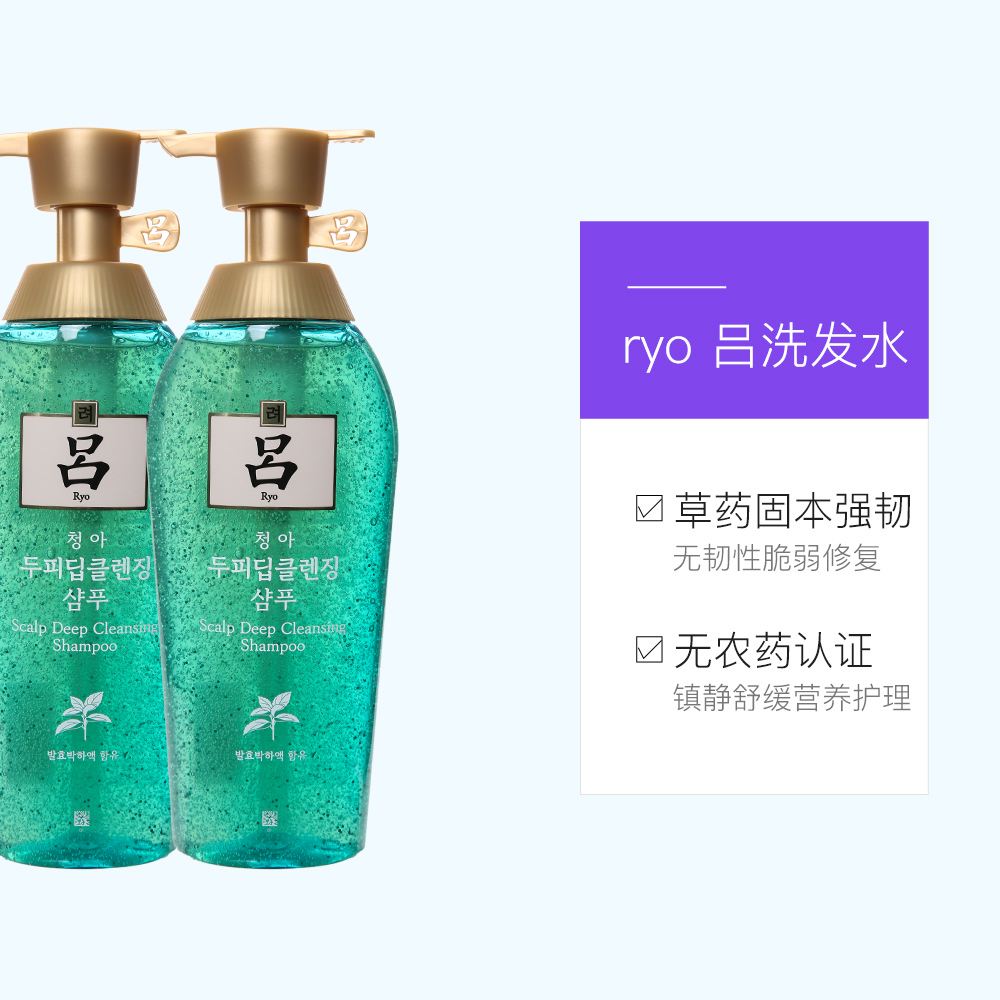 呂
呂
려
呂
Ryo
청아
두피딥클렌징
샴푸
Scalp Deep Cleansing
Shampoo
발효박하액 함유
려
呂
Ryo
청아
두피딥클렌징
샴푸
Scalp Deep Cleansing
Shampoo
발효박하액 함유
ryo 吕洗发水
草药固本强韧
无韧性脆弱修复
无农药认证
镇静舒缓营养护理